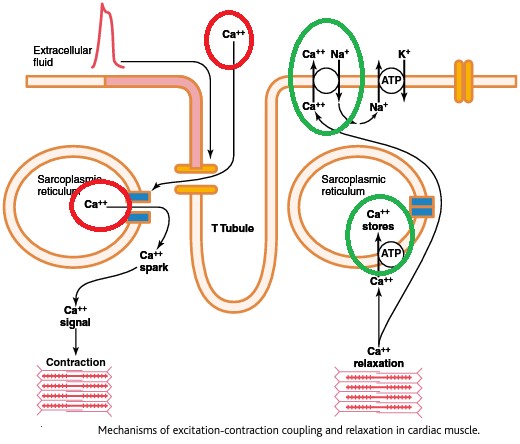 Extracellular
fluid
Ca++
Ca++ Na+
K+
ATP
Ca++
Na+
Sarcoplasmic
reticulum
Ca++
T Tubule
Ca++
spark
Ca++
signal
Contraction
Sarcoplasmic
reticulum
Ca++
stores
ATP
Ca++
Ca++
relaxation
Mechanisms of excitation-contraction coupling and relaxation in cardiac muscle.